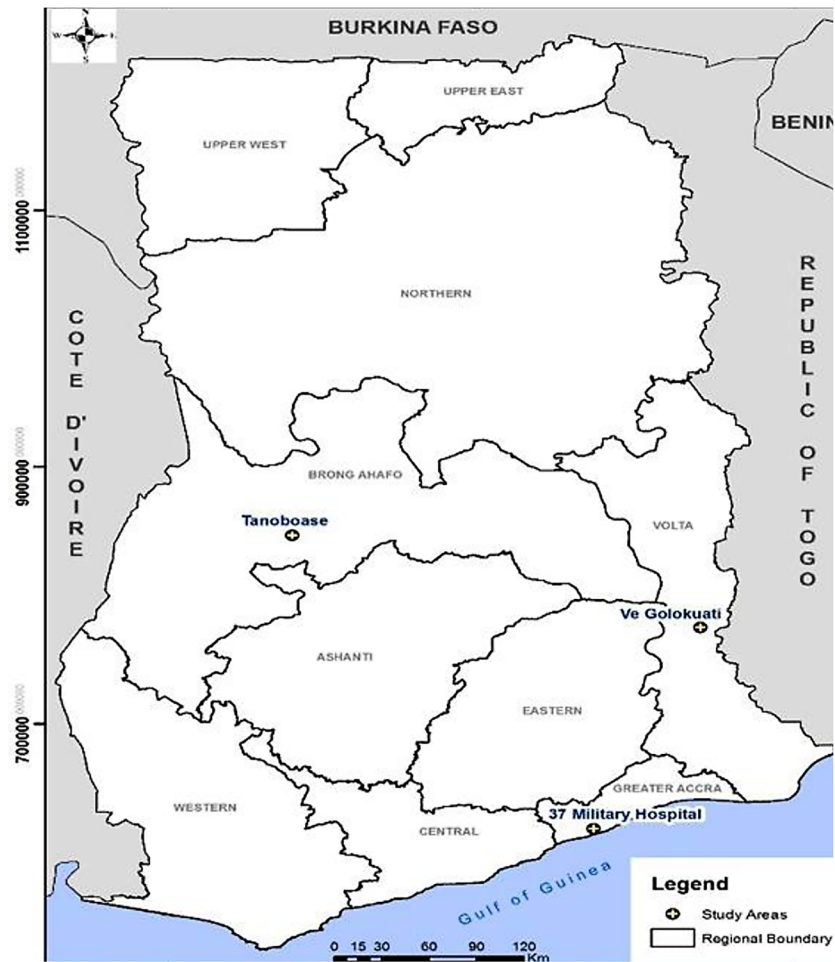 N
W
E
S
BURKINA FASO
UPPER EAST
BENIN
UPPER WEST
1100000
REPUBLIC OF TOGO
NORTHERN
COTE D'IVOIRE
900000
BRONG AHAFO
Tanoboase
VOLTA
Ve Golokuati
ASHANTI
EASTERN
700000
GREATER ACCRA
WESTERN
37 Military Hospital
CENTRAL
Gulf of Guinea
Legend
Study Areas
Regional Boundary
0 15 30 60 90 120
Km